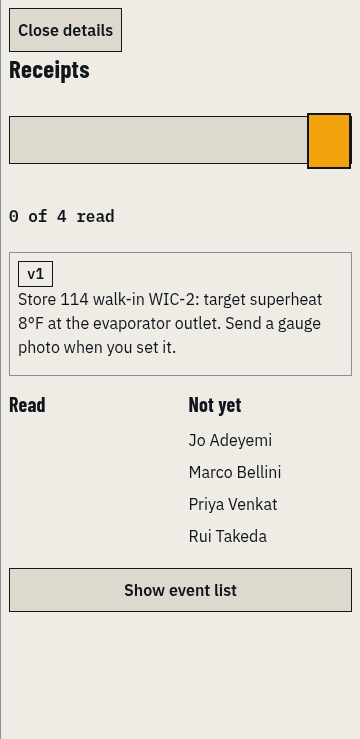 Close details
Receipts
0 of 4 read
v1
Store 114 walk-in WIC-2: target superheat
8°F at the evaporator outlet. Send a gauge
photo when you set it.
Read
Not yet
Jo Adeyemi
Marco Bellini
Priya Venkat
Rui Takeda
Show event list